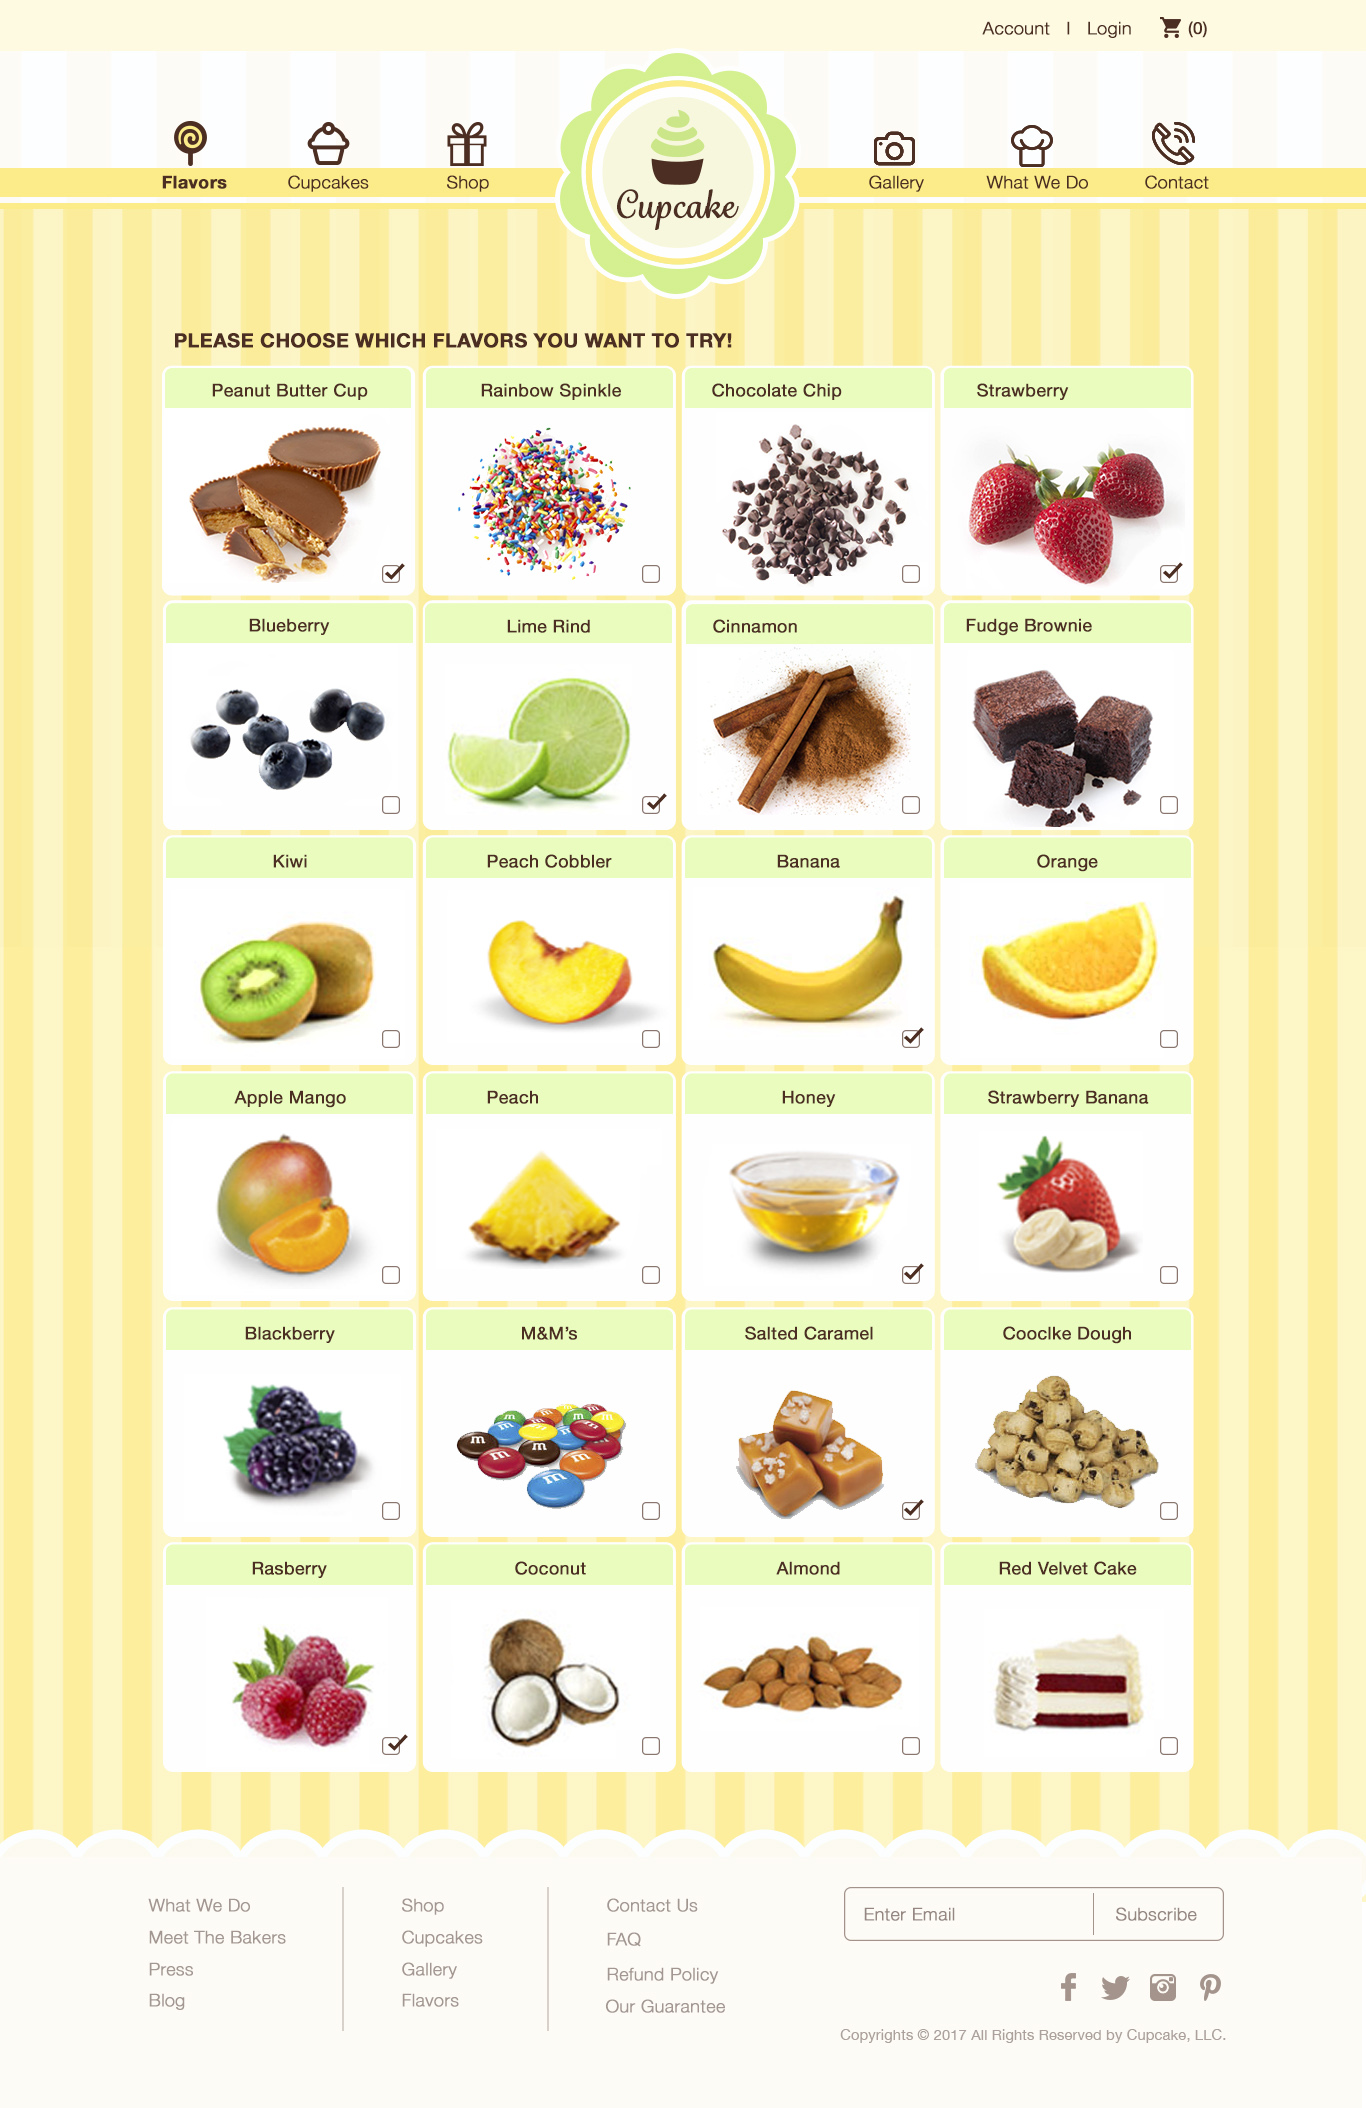 Account | Login (0)
Flavors Cupcakes Shop Gallery What We Do Contact
Cupcake
PLEASE CHOOSE WHICH FLAVORS YOU WANT TO TRY!
Peanut Butter Cup Rainbow Spinkle Chocolate Chip Strawberry
Blueberry Lime Rind Cinnamon Fudge Brownie
Kiwi Peach Cobbler Banana Orange
Apple Mango Peach Honey Strawberry Banana
Blackberry M&M's Salted Caramel Cooclke Dough
Rasberry Coconut Almond Red Velvet Cake
What We Do
Meet The Bakers
Press
Blog
Shop
Cupcakes
Gallery
Flavors
Contact Us
FAQ
Refund Policy
Our Guarantee
Enter Email Subscribe
Copyrights © 2017 All Rights Reserved by Cupcake, LLC.